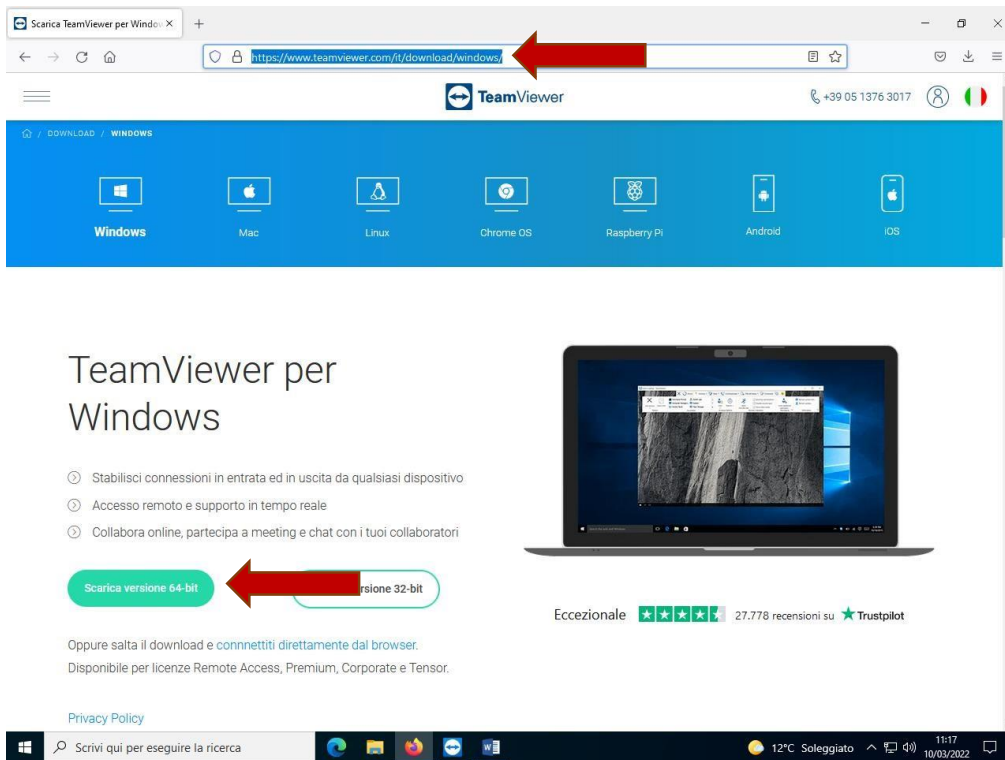 Scarica TeamViewer per Window
https://www.teamviewer.com/it/download/windows/
TeamViewer
+39 05 1376 3017
/ DOWNLOAD / WINDOWS
Windows
Mac
Linux
Chrome OS
Raspberry Pi
Android
iOS
TeamViewer per
Windows
Stabilisci connessioni in entrata ed in uscita da qualsiasi dispositivo
Accesso remoto e supporto in tempo reale
Collabora online, partecipa a meeting e chat con i tuoi collaboratori
Scarica versione 64-bit
rsione 32-bit
Eccezionale
27.778 recensioni su Trustpilot
Oppure salta il download e connnettiti direttamente dal browser.
Disponibile per licenze Remote Access, Premium, Corporate e Tensor.
Privacy Policy
Scrivi qui per eseguire la ricerca
12°C Soleggiato
11:17
10/03/2022